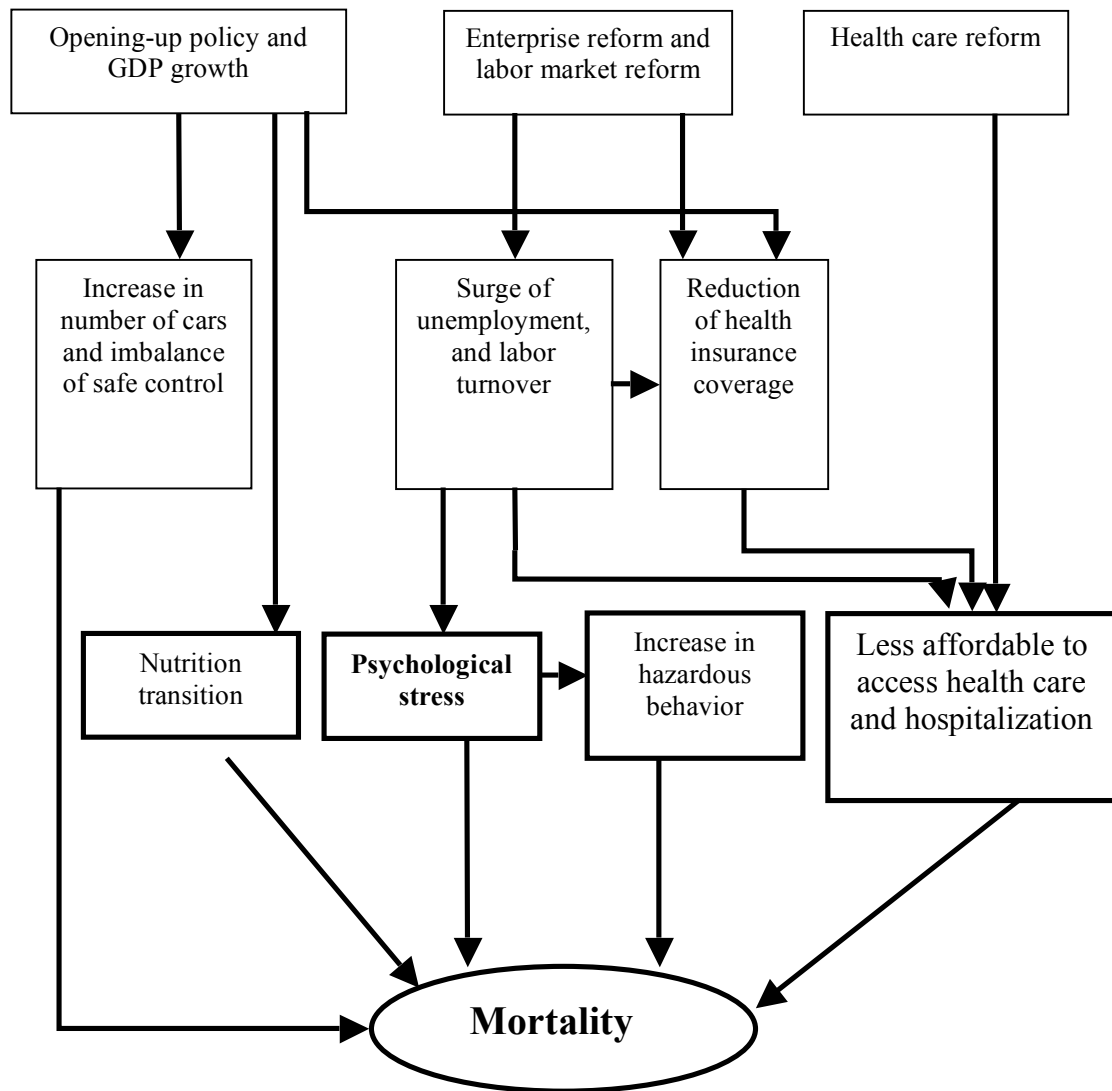 Opening-up policy and
GDP growth
Enterprise reform and
labor market reform
Health care reform
Increase in
number of cars
and imbalance
of safe control
Surge of
unemployment,
and labor
turnover
Reduction
of health
insurance
coverage
Nutrition
transition
Psychological
stress
Increase in
hazardous
behavior
Less affordable to
access health care
and hospitalization
Mortality